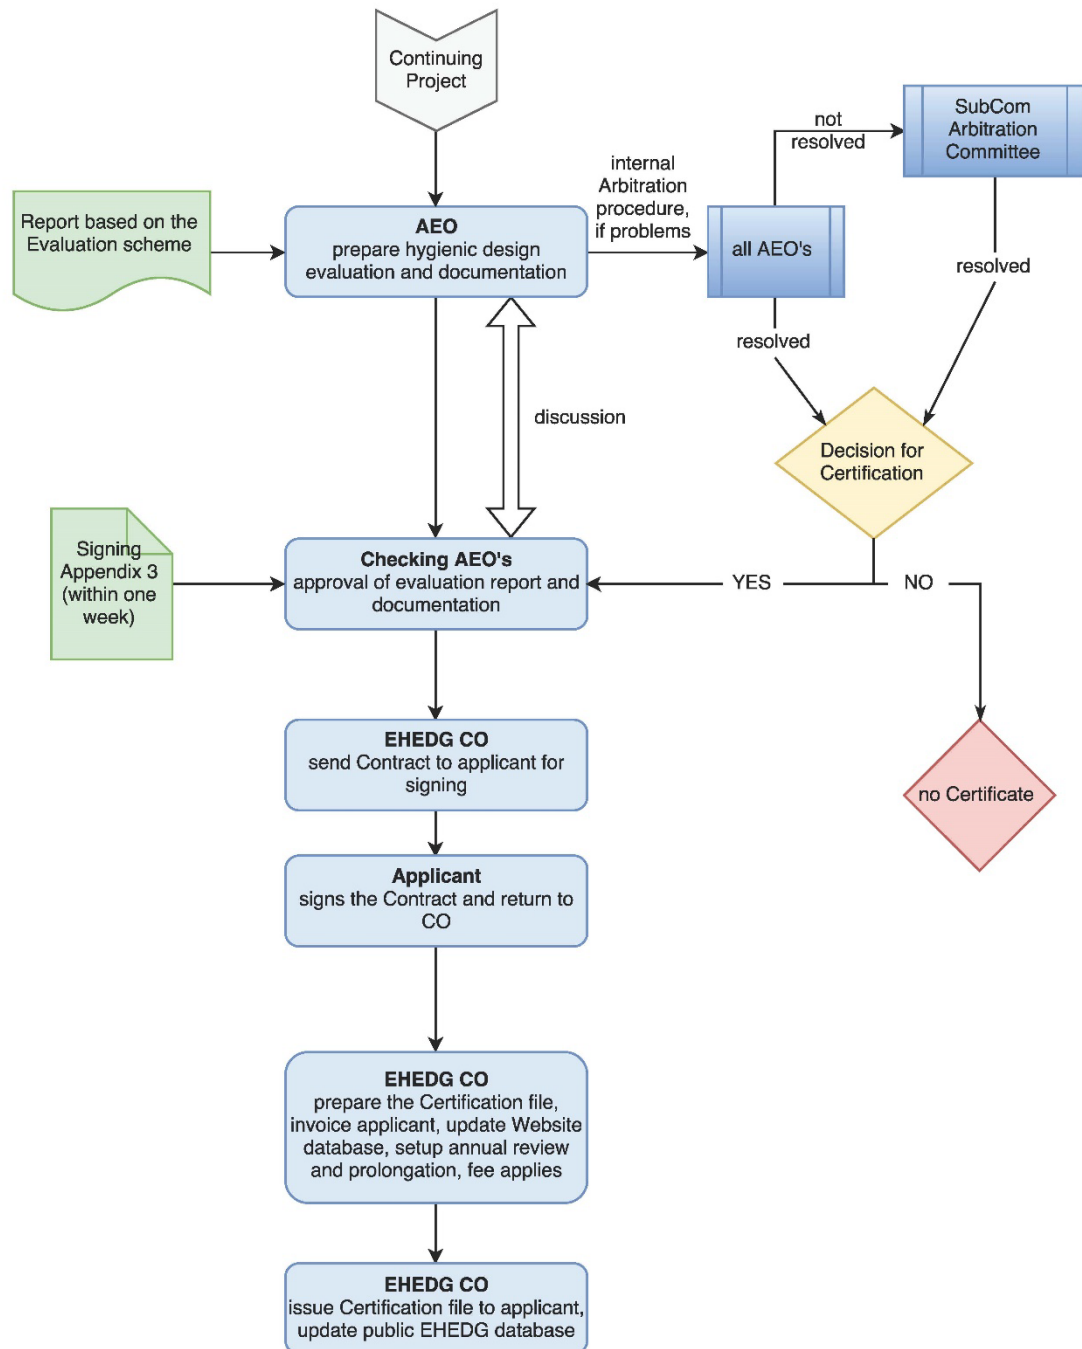 Continuing
Project
SubCom
Arbitration
Committee
not
resolved
internal
Arbitration
procedure,
if problems
Report based on the
Evaluation scheme
AEO
prepare hygienic design
evaluation and documentation
all AEO's
resolved
resolved
discussion
Decision for
Certification
Signing
Appendix 3
(within one
week)
Checking AEO's
approval of evaluation report and
documentation
YES
NO
EHEDG CO
send Contract to applicant for
signing
no Certificate
Applicant
signs the Contract and return to
CO
EHEDG CO
prepare the Certification file,
invoice applicant, update Website
database, setup annual review
and prolongation, fee applies
EHEDG CO
issue Certification file to applicant,
update public EHEDG database